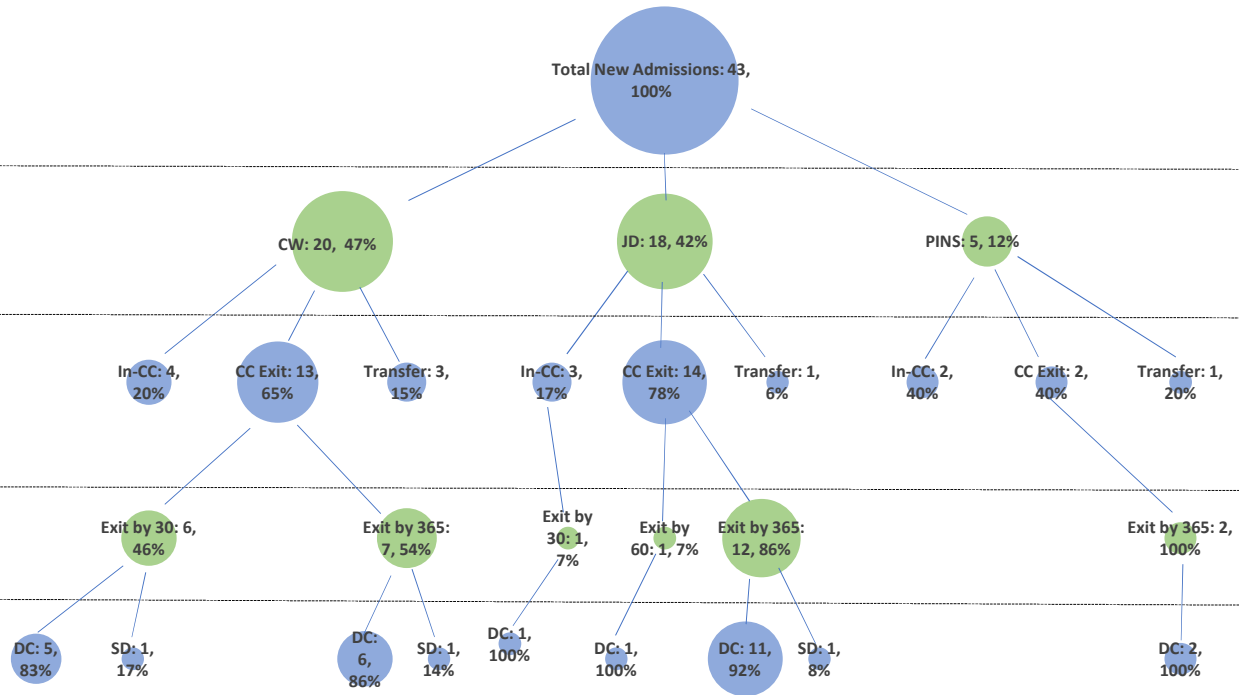 Total New Admissions: 43,
100%
CW: 20, 47%
JD: 18, 42%
PINS: 5, 12%
In-CC: 4,
20%
CC Exit: 13,
65%
Transfer: 3,
15%
In-CC: 3,
17%
CC Exit: 14,
78%
Transfer: 1,
6%
In-CC: 2,
40%
CC Exit: 2,
40%
Transfer: 1,
20%
Exit by 30: 6,
46%
Exit by 365:
7, 54%
Exit by
30: 1,
7%
Exit by
60: 1, 7%
Exit by 365:
12, 86%
Exit by 365: 2,
100%
DC: 5,
83%
SD: 1,
17%
DC:
6,
86%
SD: 1,
14%
DC: 1,
100%
DC: 1,
100%
DC: 11,
92%
SD: 1,
8%
DC: 2,
100%